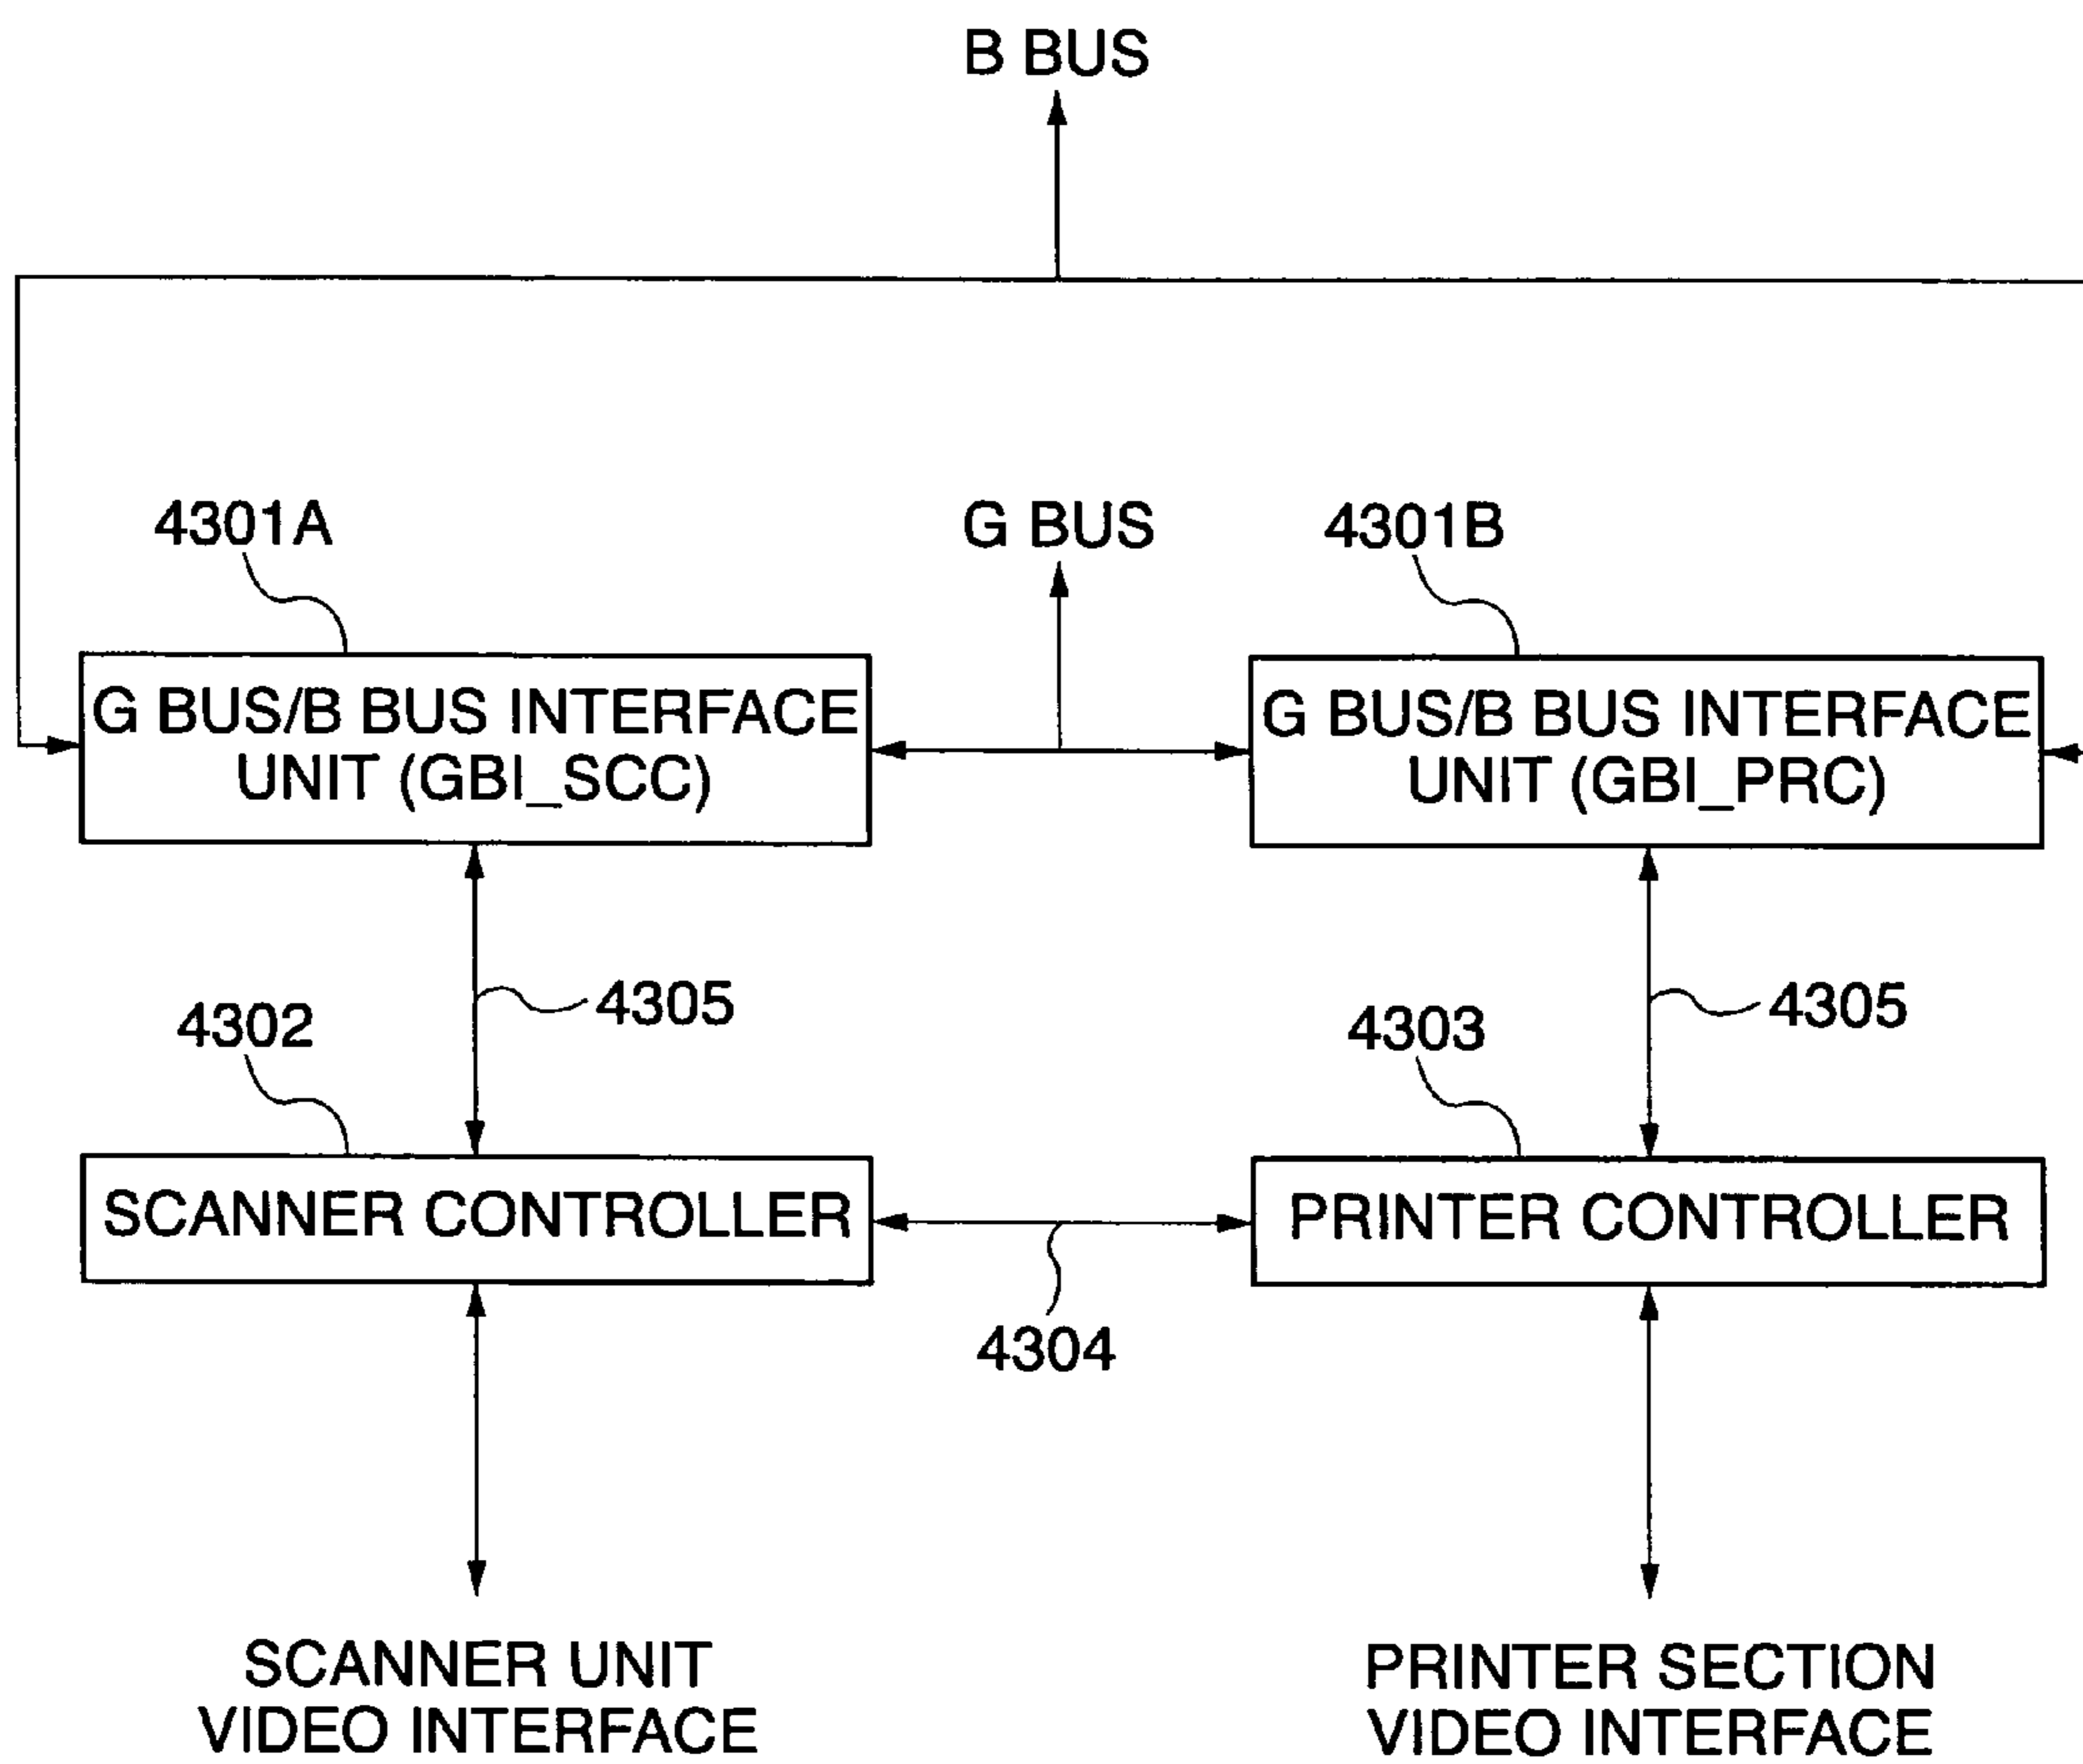 B BUS
4301A
G BUS
4301B
G BUS/B BUS INTERFACE
UNIT (GBI_SCC)
G BUS/B BUS INTERFACE
UNIT (GBI_PRC)
4302
4305
4303
4305
SCANNER CONTROLLER
PRINTER CONTROLLER
4304
SCANNER UNIT
VIDEO INTERFACE
PRINTER SECTION
VIDEO INTERFACE